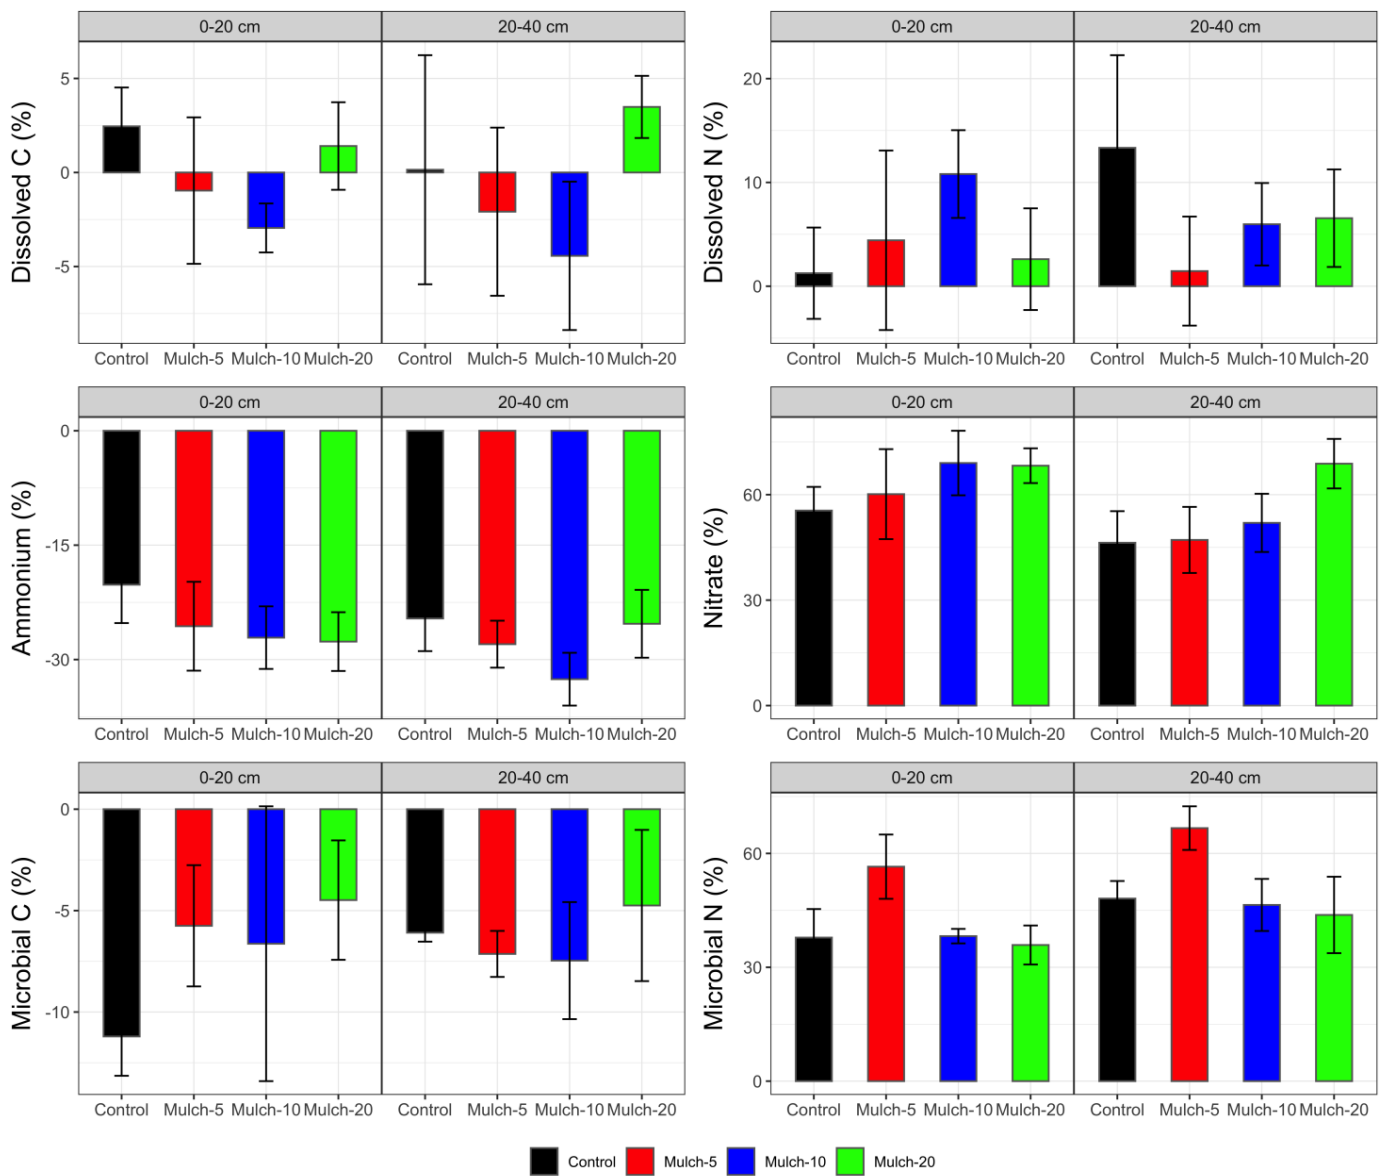 0-20 cm 20-40 cm
Dissolved C (%)
5
0
-5
Control Mulch-5 Mulch-10 Mulch-20 Control Mulch-5 Mulch-10 Mulch-20
0-20 cm 20-40 cm
Dissolved N (%)
20
10
0
Control Mulch-5 Mulch-10 Mulch-20 Control Mulch-5 Mulch-10 Mulch-20
0-20 cm 20-40 cm
Ammonium (%)
0
-15
-30
Control Mulch-5 Mulch-10 Mulch-20 Control Mulch-5 Mulch-10 Mulch-20
0-20 cm 20-40 cm
Nitrate (%)
60
30
0
Control Mulch-5 Mulch-10 Mulch-20 Control Mulch-5 Mulch-10 Mulch-20
0-20 cm 20-40 cm
Microbial C (%)
0
-5
-10
Control Mulch-5 Mulch-10 Mulch-20 Control Mulch-5 Mulch-10 Mulch-20
0-20 cm 20-40 cm
Microbial N (%)
60
30
0
Control Mulch-5 Mulch-10 Mulch-20 Control Mulch-5 Mulch-10 Mulch-20
Control Mulch-5 Mulch-10 Mulch-20